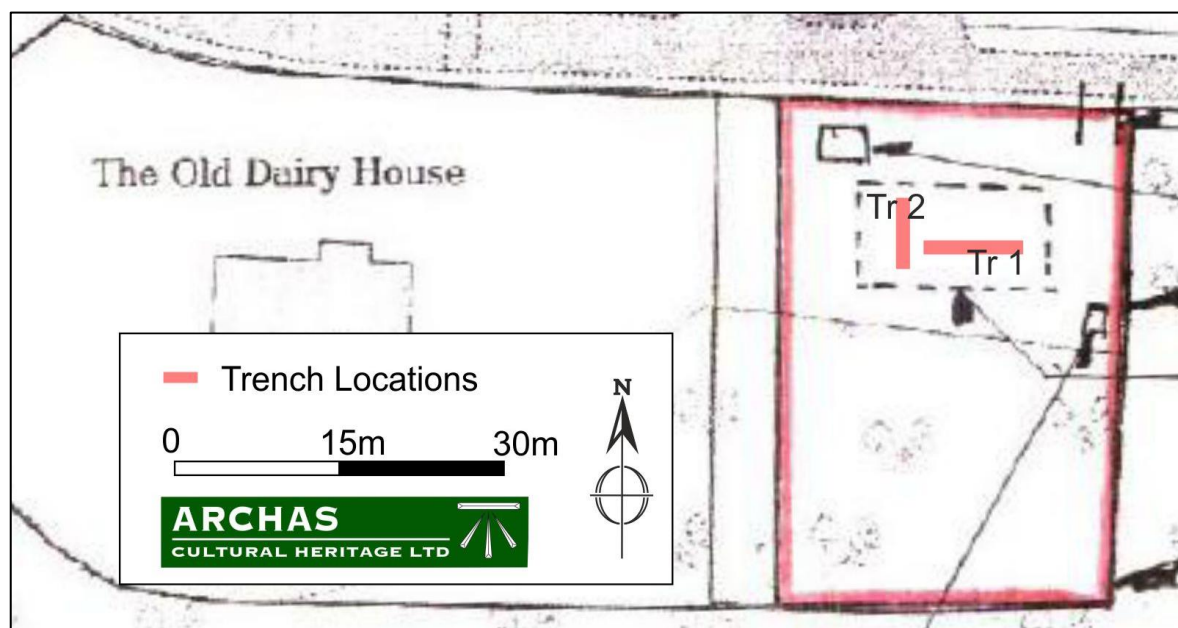 The Old Dairy House
Tr 2
Tr 1
Trench Locations
0 15m 30m
N
ARCHAS
CULTURAL HERITAGE LTD